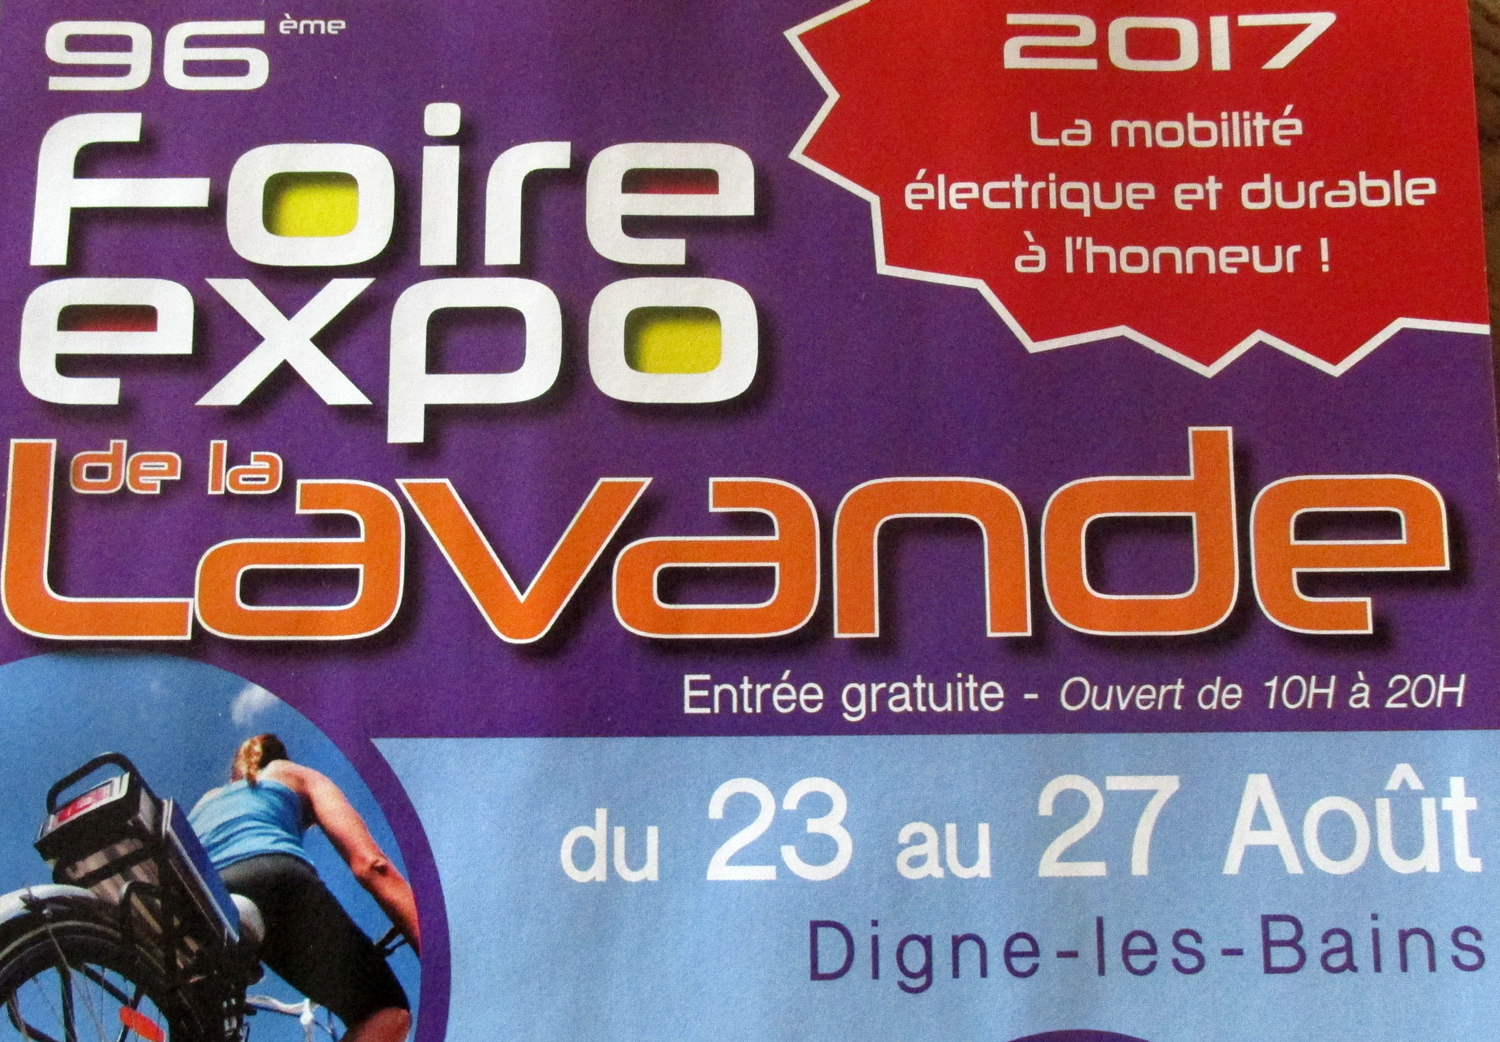 96ème
Foire
expo
de la
Lavande
2017
La mobilité
électrique et durable
à l'honneur !
Entrée gratuite - Ouvert de 10H à 20H
du 23 au 27 Août
Digne-les-Bains